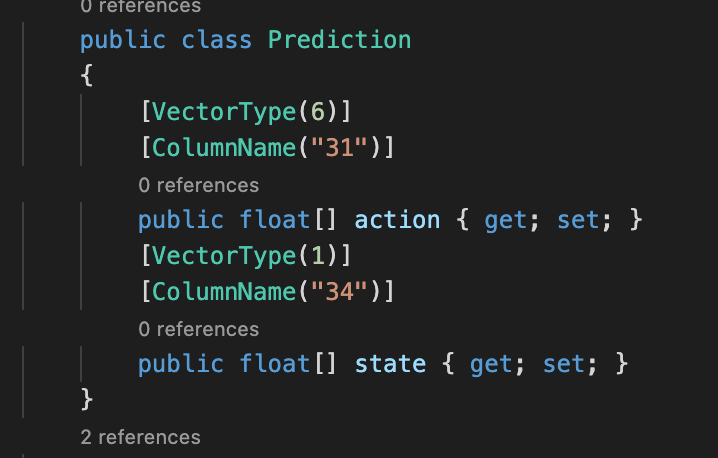 0 references
public class Prediction
{
[VectorType(6)]
[ColumnName("31")]
0 references
public float[] action { get; set; }
[VectorType(1)]
[ColumnName("34")]
0 references
public float[] state { get; set; }
}
2 references